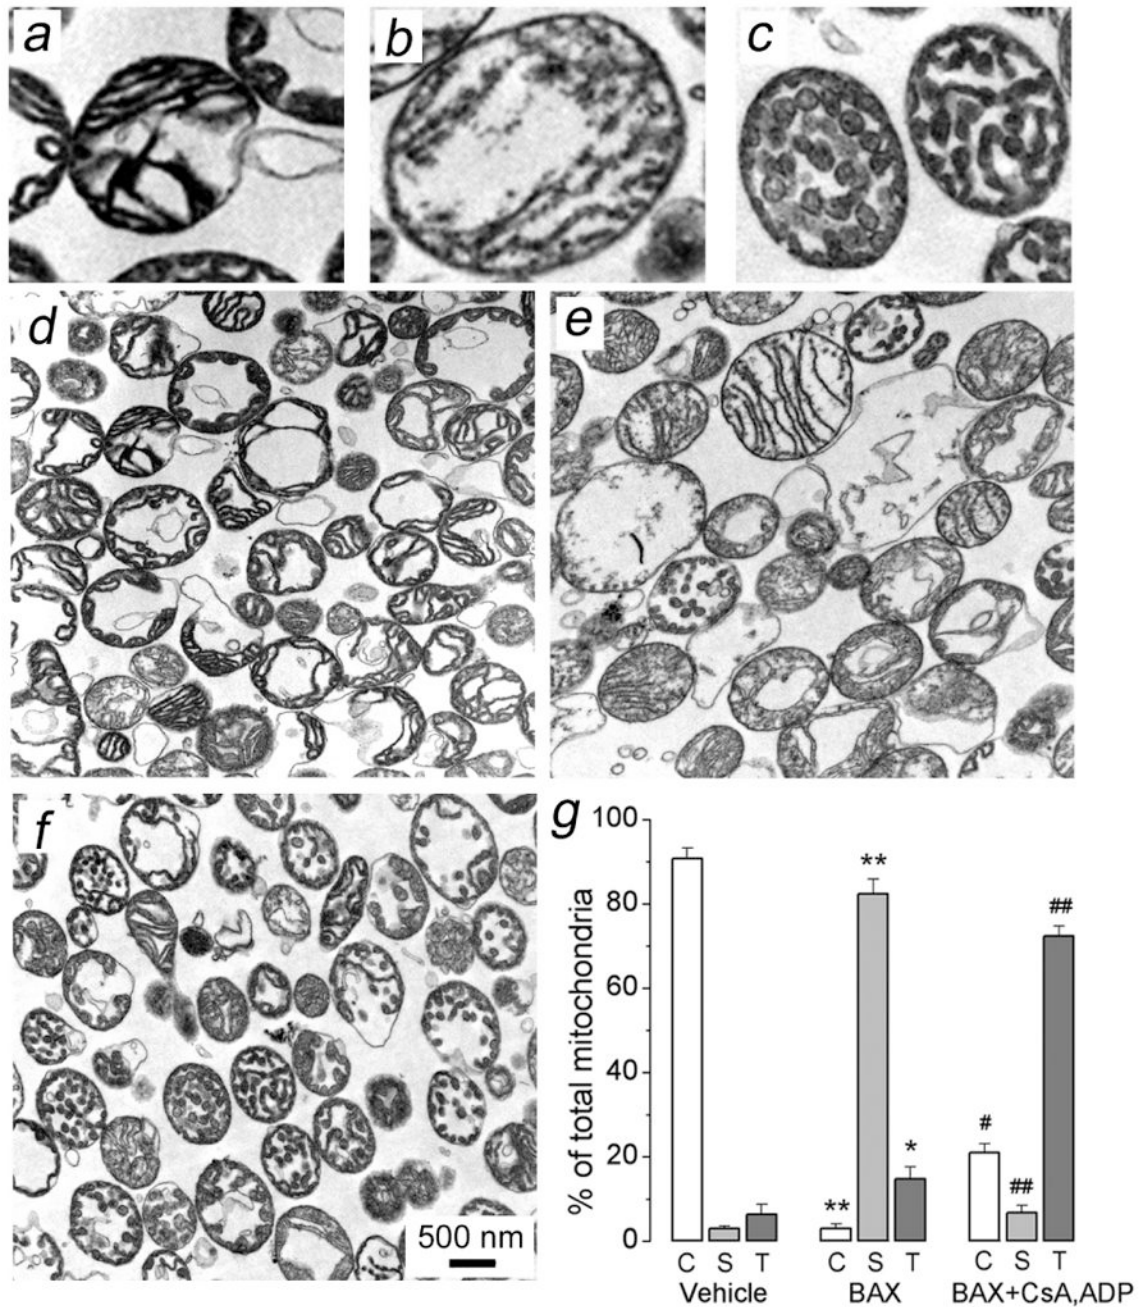 a
b
c
d
e
f
500 nm
g
% of total mitochondria
100
80
60
40
20
0
**
**
*
#
##
##
C S T
C S T
C S T
Vehicle
BAX
BAX+CsA,ADP